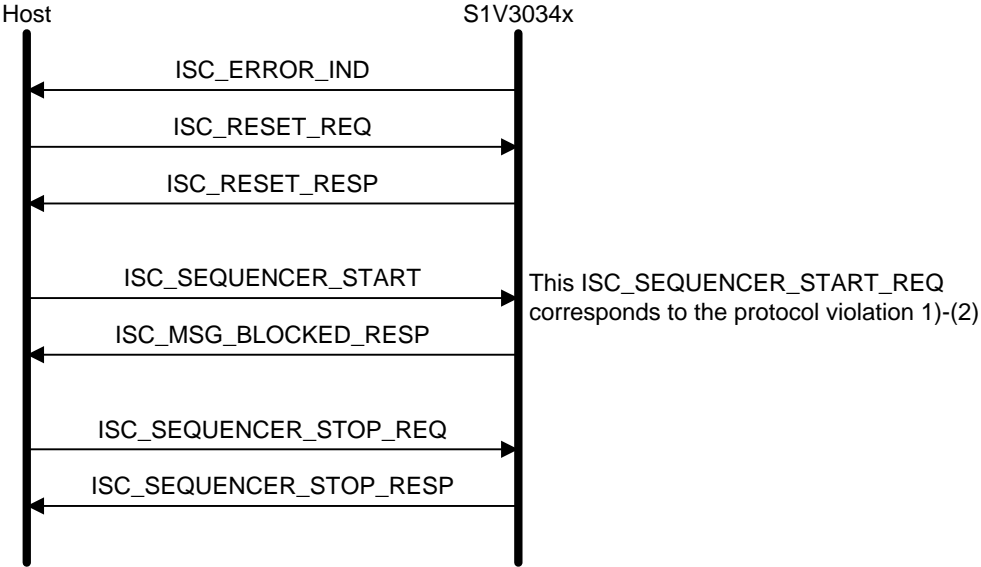 Host
S1V3034x
ISC_ERROR_IND
ISC_RESET_REQ
ISC_RESET_RESP
ISC_SEQUENCER_START
This ISC_SEQUENCER_START_REQ
corresponds to the protocol violation 1)-(2)
ISC_MSG_BLOCKED_RESP
ISC_SEQUENCER_STOP_REQ
ISC_SEQUENCER_STOP_RESP